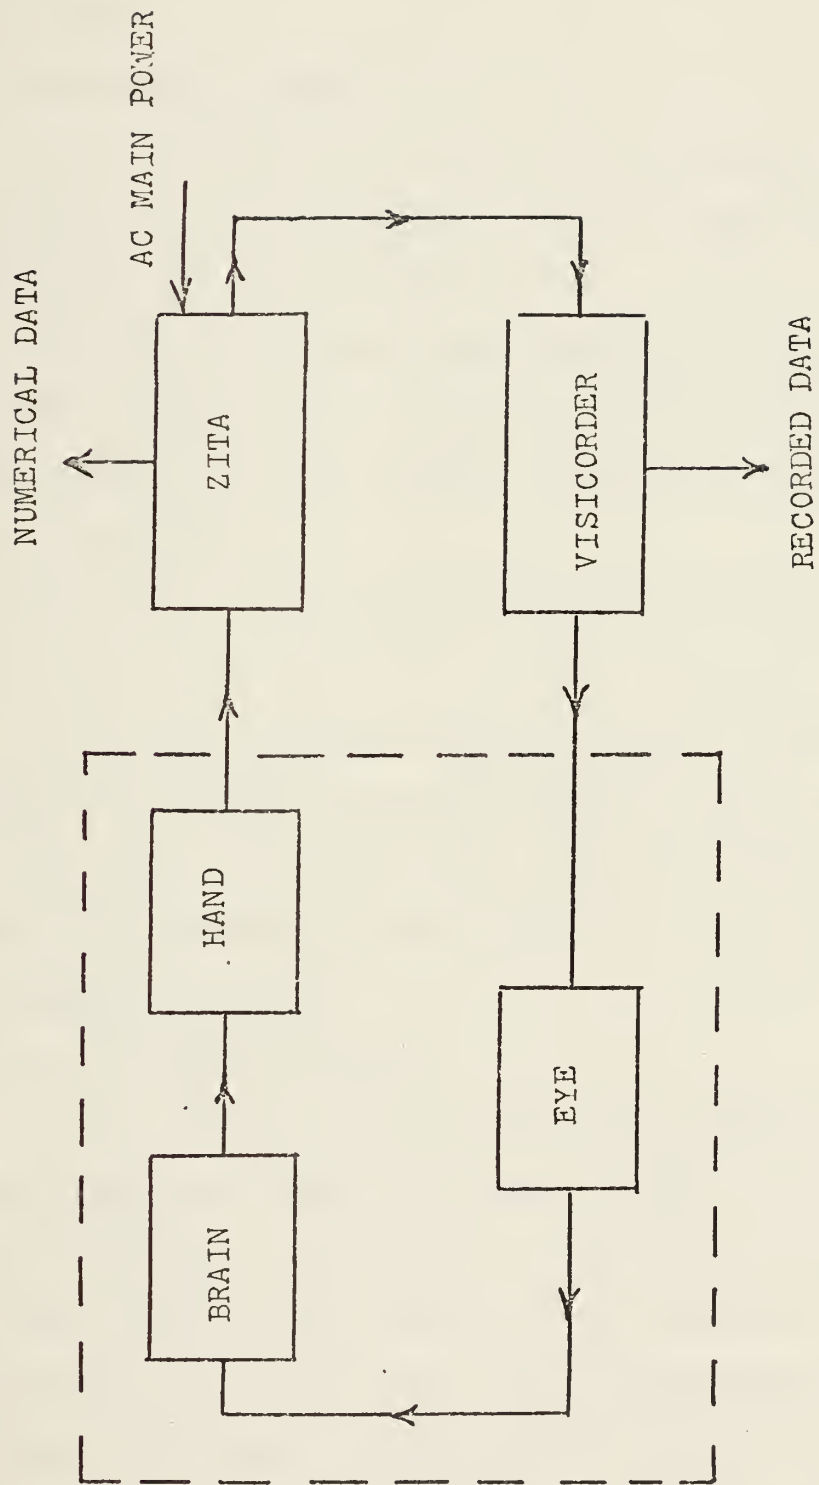 NUMERICAL DATA
AC MAIN POWER
BRAIN
HAND
ZITA
EYE
VISICORDER
RECORDED DATA